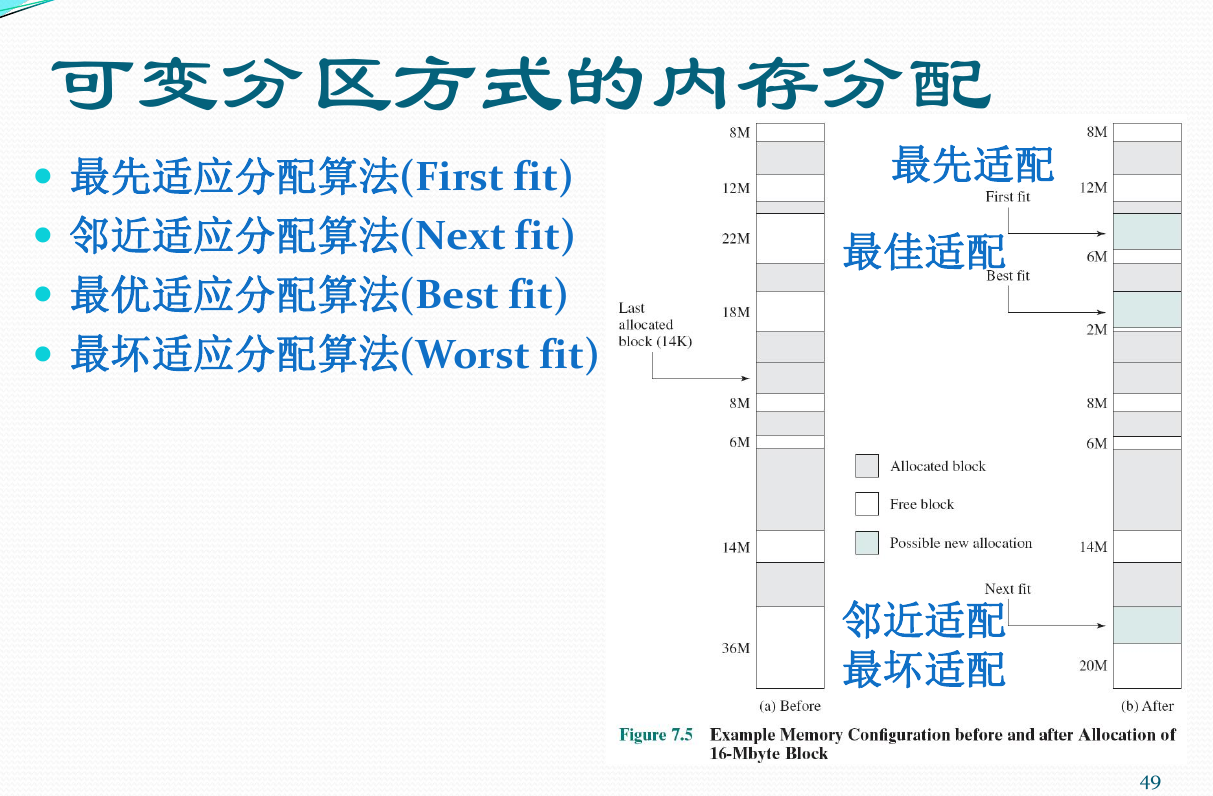 可变分区方式的内存分配
最先适应分配算法(First fit)
邻近适应分配算法(Next fit)
最优适应分配算法(Best fit)
最坏适应分配算法(Worst fit)
8M
12M
22M
Last
allocated
block (14K)
18M
8M
6M
14M
36M
(a) Before
最先适配
First fit
最佳适配
Best fit
Allocated block
Free block
Possible new allocation
Next fit
邻近适配
最坏适配
8M
12M
6M
2M
8M
6M
14M
20M
(b) After
Figure 7.5 Example Memory Configuration before and after Allocation of
16-Mbyte Block
49